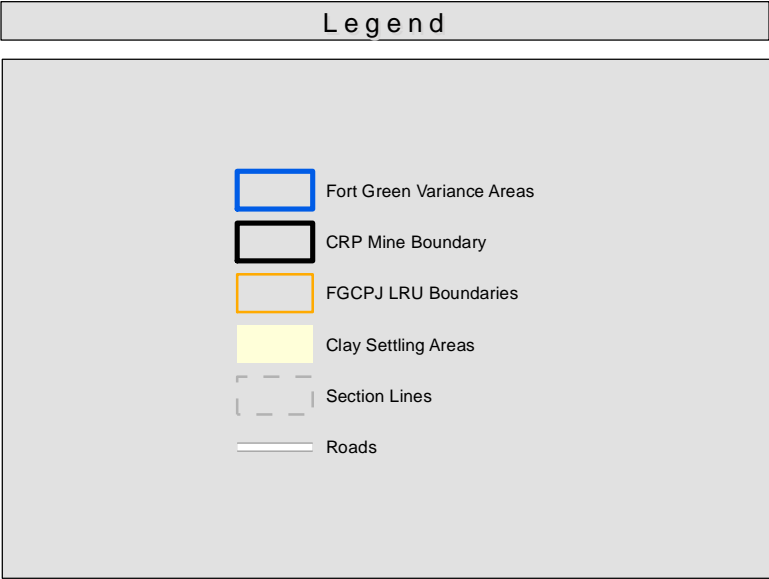 Legend
Fort Green Variance Areas
CRP Mine Boundary
FGCPJ LRU Boundaries
Clay Settling Areas
Section Lines
Roads